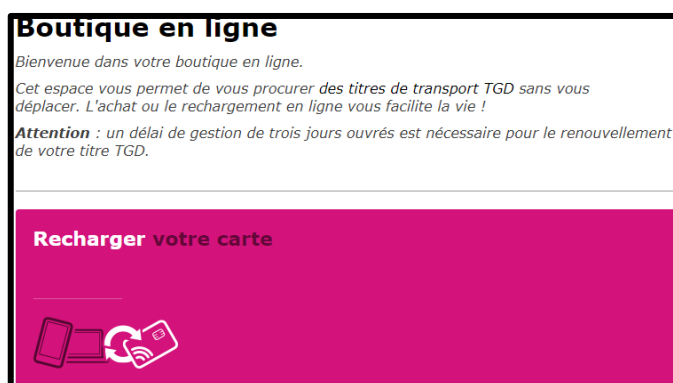 Boutique en ligne
Bienvenue dans votre boutique en ligne.
Cet espace vous permet de vous procurer des titres de transport TGD sans vous
déplacer. L'achat ou le rechargement en ligne vous facilite la vie !
Attention : un délai de gestion de trois jours ouvrés est nécessaire pour le renouvellement
de votre titre TGD.
Recharger votre carte